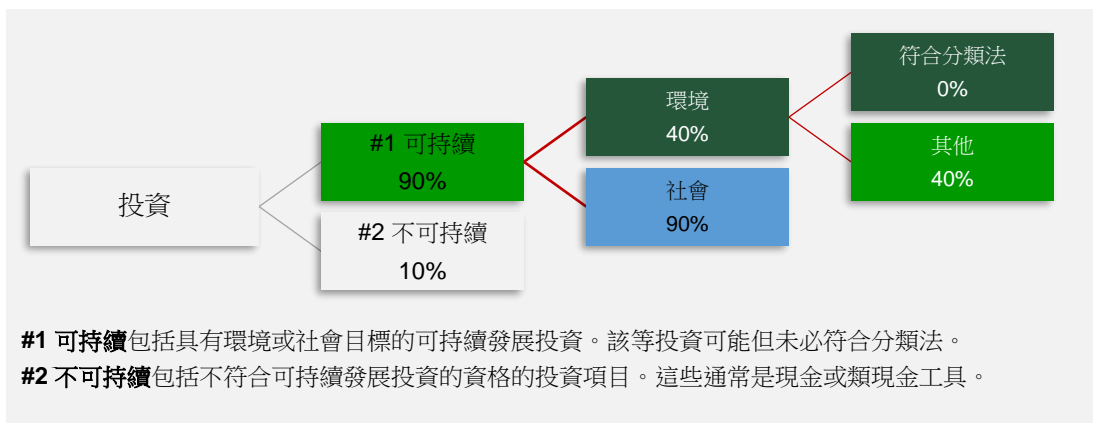 符合分類法
0%
環境
40%
#1 可持續
90%
其他
40%
投資
社會
90%
#2 不可持續
10%
#1 可持續包括具有環境或社會目標的可持續發展投資。該等投資可能但未必符合分類法。
#2 不可持續包括不符合可持續發展投資的資格的投資項目。這些通常是現金或類現金工具。